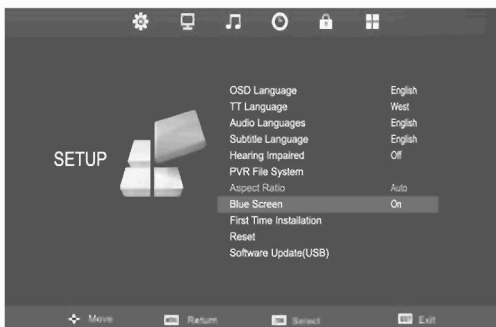 SETUP
OSD Language English
TT Language West
Audio Languages English
Subtitle Language English
Hearing Impaired Off
PVR File System
Aspect Ratio Auto
Blue Screen On
First Time Installation
Reset
Software Update(USB)
Move Return Select Exit